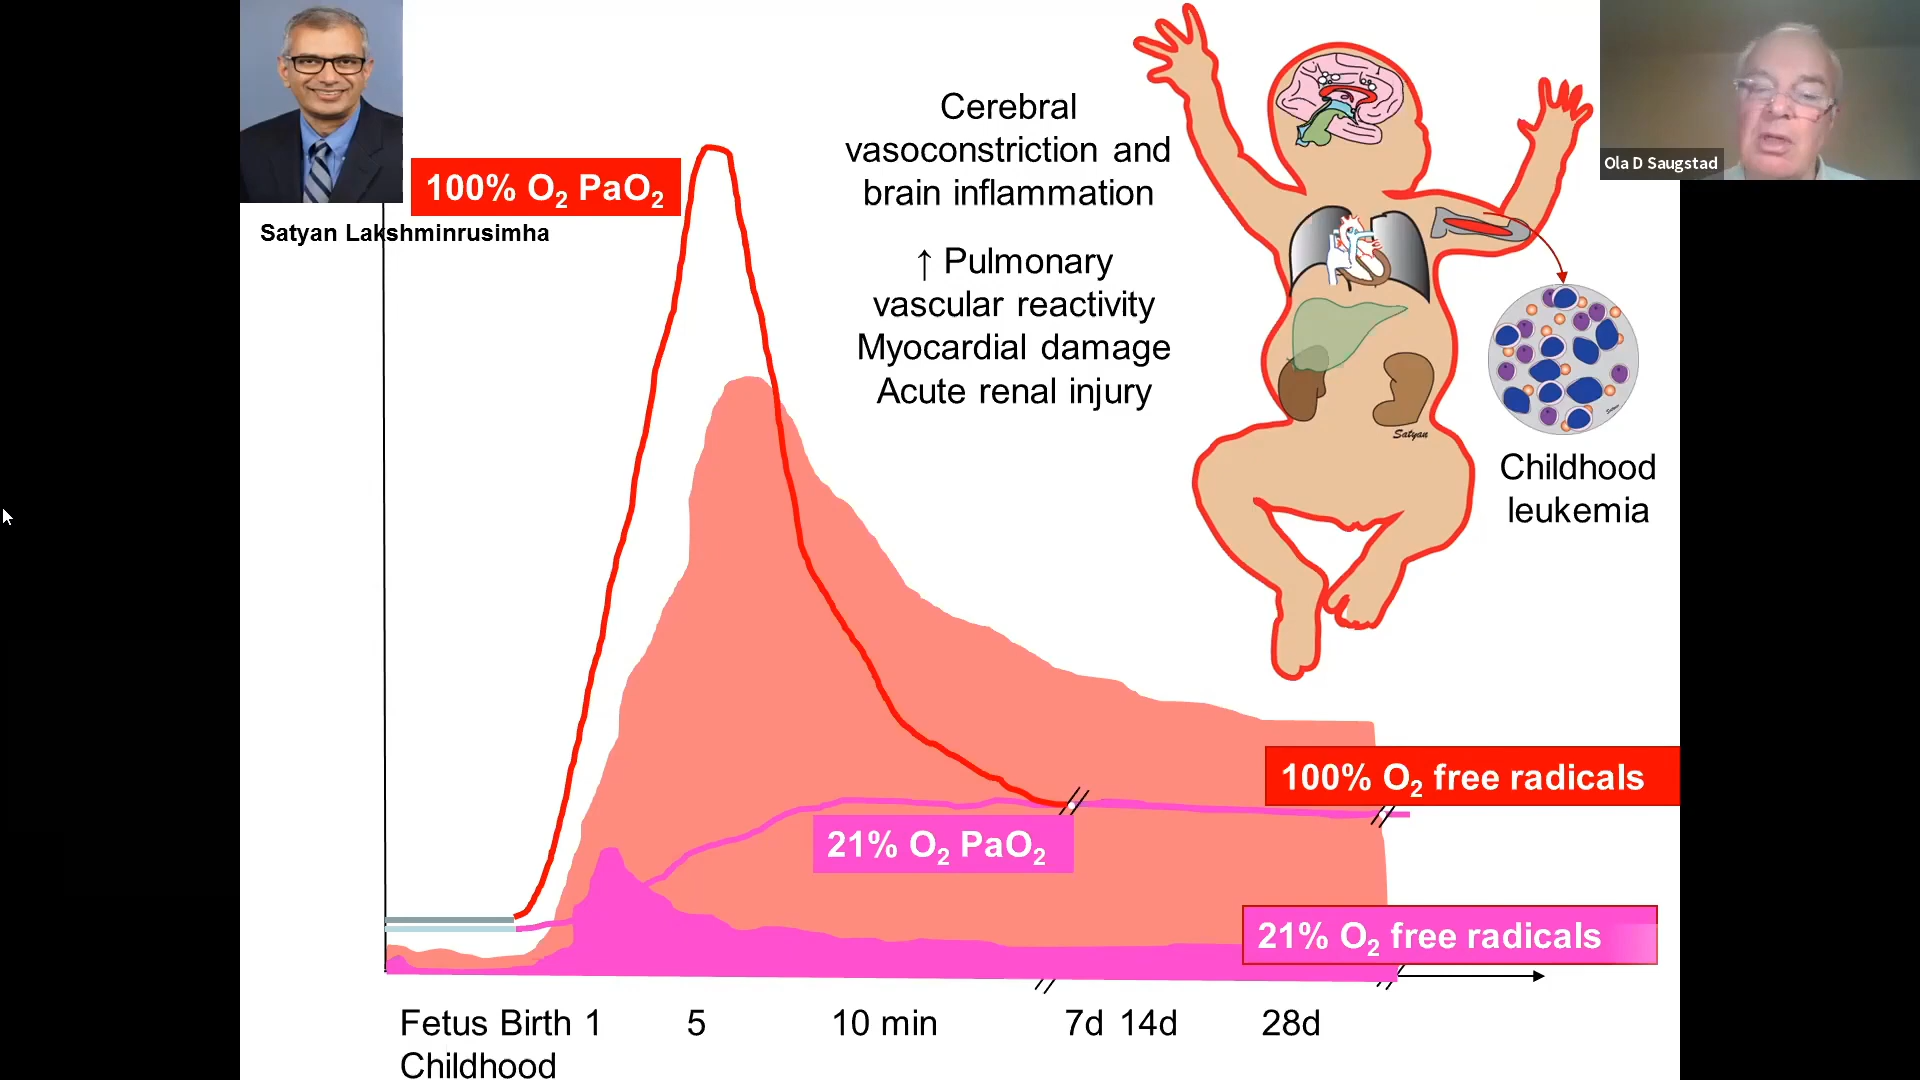 Satyan Lakshminrusimha
100% O₂ PaO₂
Cerebral
vasoconstriction and
brain inflammation
↑ Pulmonary
vascular reactivity
Myocardial damage
Acute renal injury
Ola D Saugstad
Satyan
Satyan
Childhood
leukemia
100% O₂ free radicals
21% O₂ PaO₂
21% O₂ free radicals
Fetus Birth 1 5 10 min 7d 14d 28d
Childhood